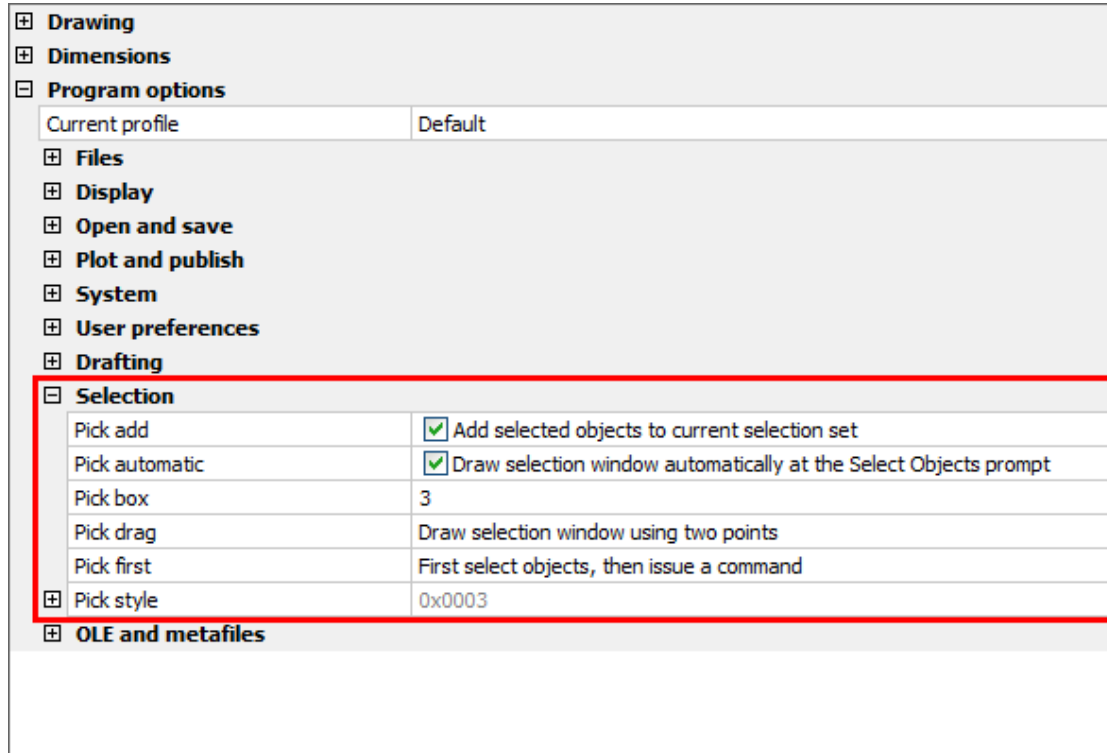 Drawing
Dimensions
Program options
Current profile Default
Files
Display
Open and save
Plot and publish
System
User preferences
Drafting
Selection
Pick add Add selected objects to current selection set
Pick automatic Draw selection window automatically at the Select Objects prompt
Pick box 3
Pick drag Draw selection window using two points
Pick first First select objects, then issue a command
Pick style 0x0003
OLE and metafiles